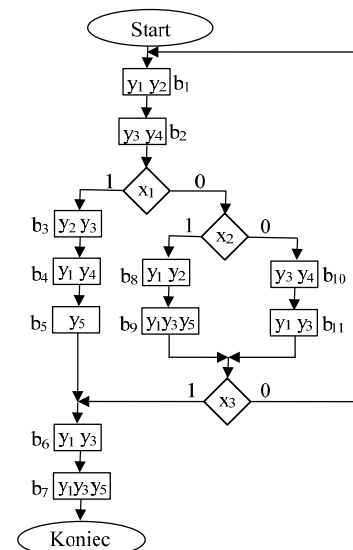 Start
y1 y2 b1
y3 y4 b2
1 x1 0
b3 y2 y3
1 x2 0
b4 y1 y4
b8 y1 y2
y3 y4 b10
b5 y5
b9 y1y3y5
y1 y3 b11
1 x3 0
b6 y1 y3
b7 y1y3y5
Koniec